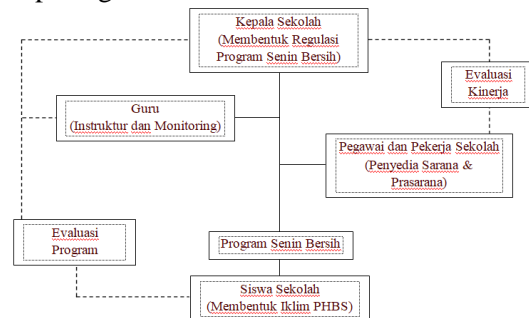 Kepala Sekolah
(Membentuk Regulasi
Program Senin Bersih)
Evaluasi
Kinerja
Guru
(Instruktur dan Monitoring)
Pegawai dan Pekerja Sekolah
(Penyedia Sarana &
Prasarana)
Evaluasi
Program
Program Senin Bersih
Siswa Sekolah
(Membentuk Iklim PHBS)